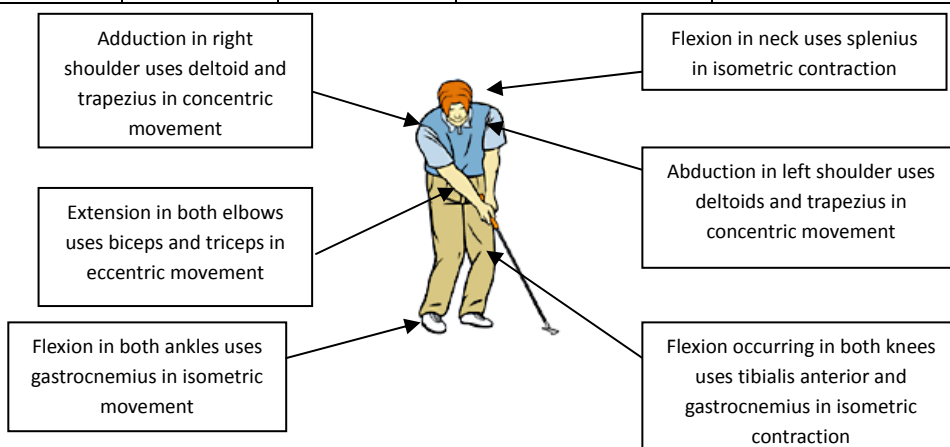 Adduction in right
shoulder uses deltoid and
trapezius in concentric
movement
Flexion in neck uses splenius
in isometric contraction
Extension in both elbows
uses biceps and triceps in
eccentric movement
Abduction in left shoulder uses
deltoids and trapezius in
concentric movement
Flexion in both ankles uses
gastrocnemius in isometric
movement
Flexion occurring in both knees
uses tibialis anterior and
gastrocnemius in isometric
contraction